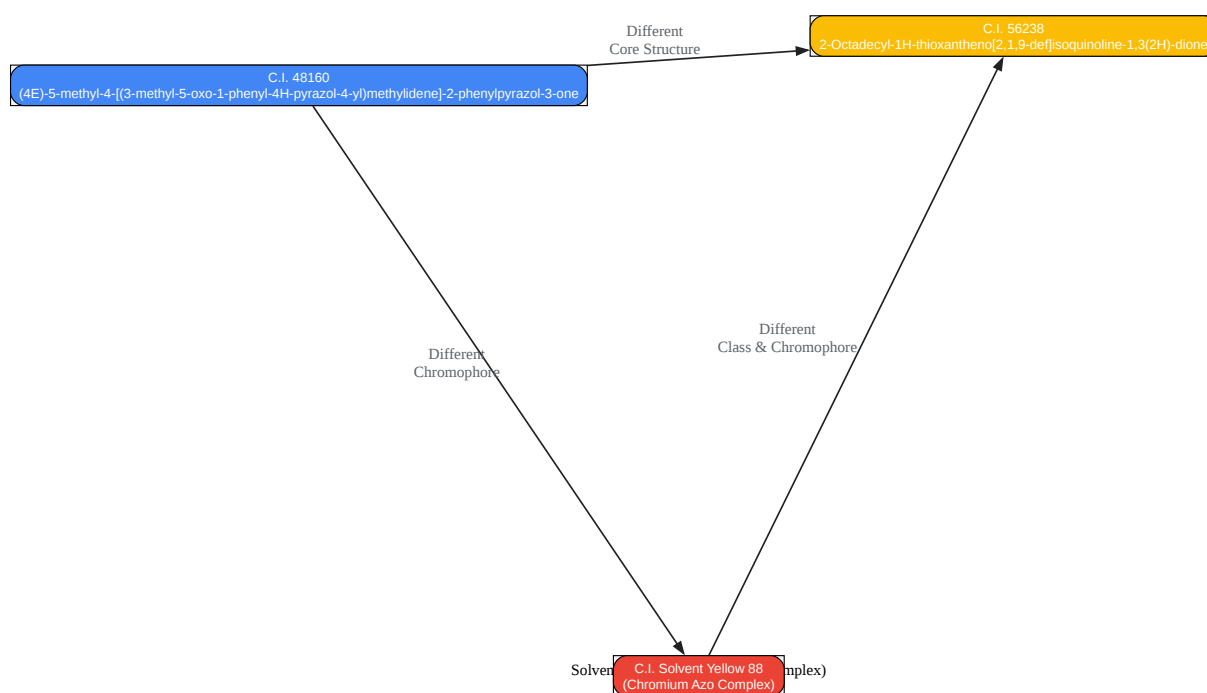 Different
Core Structure
C.I. 56238
2-Octadecyl-1H-thioxantheno[2,1,9-def]isoquinoline-1,3(2H)-dione
C.I. 48160
(4E)-5-methyl-4-[(3-methyl-5-oxo-1-phenyl-4H-pyrazol-4-yl)methylidene]-2-phenylpyrazol-3-one
Different
Class & Chromophore
Different
Chromophore
C.I. Solvent Yellow 88
(Chromium Azo Complex)